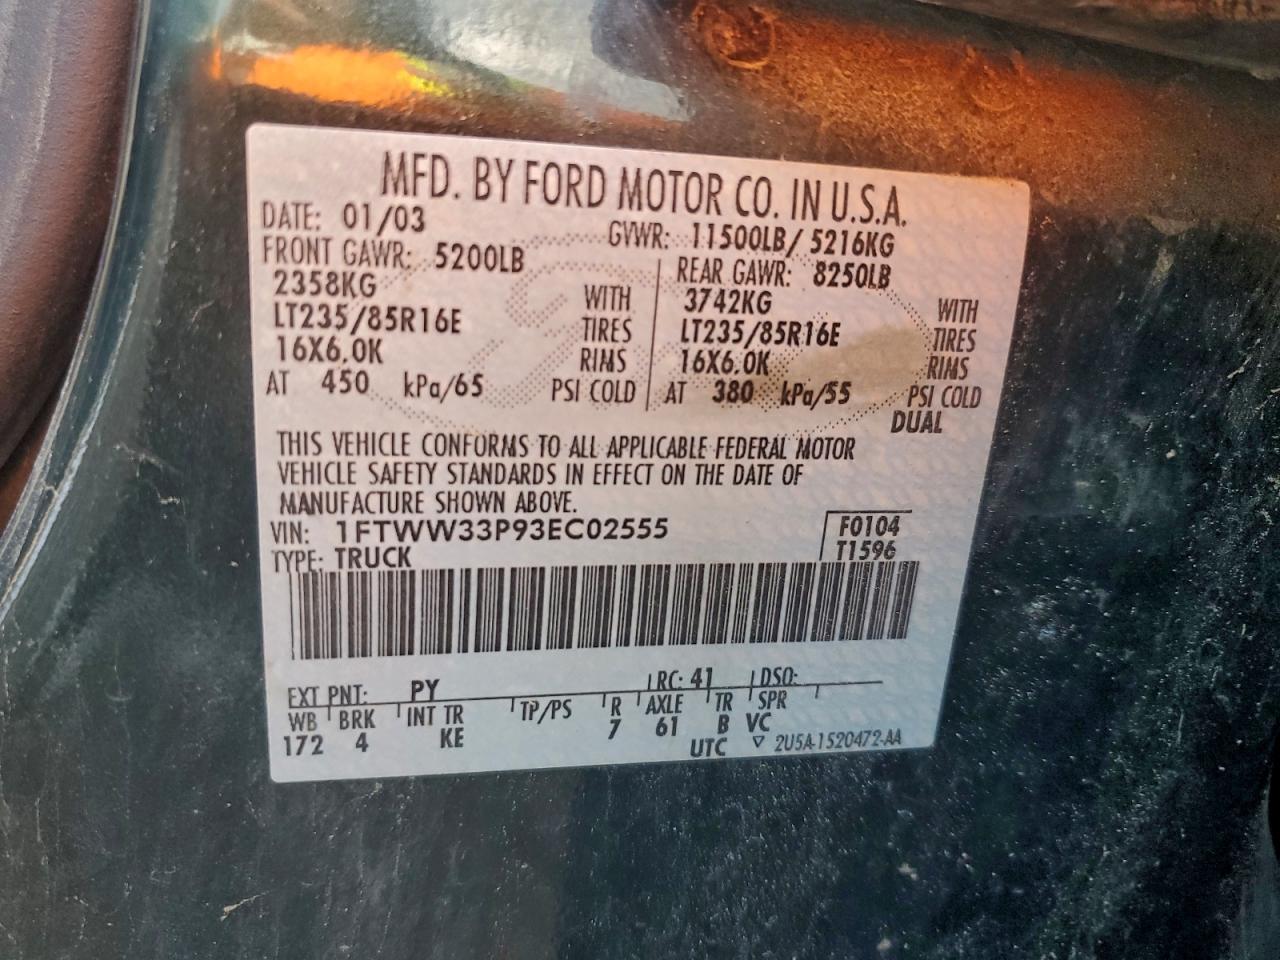 MFD. BY FORD MOTOR CO. IN U.S.A.
DATE: 01/03 GVWR: 11500LB/ 5216KG
FRONT GAWR: 5200LB REAR GAWR: 8250LB
2358KG WITH 3742KG WITH
LT235/85R16E TIRES LT235/85R16E TIRES
16X6.0K RIMS 16X6.0K RIMS
AT 450 kPa/65 PSI COLD AT 380 kPa/55 PSI COLD
DUAL
THIS VEHICLE CONFORMS TO ALL APPLICABLE FEDERAL MOTOR
VEHICLE SAFETY STANDARDS IN EFFECT ON THE DATE OF
MANUFACTURE SHOWN ABOVE.
VIN: 1FTWW33P93EC02555 F0104
TYPE: TRUCK T1596
EXT PNT: PY RC: 41 DSO:
WB BRK INT TR TP/PS R AXLE TR SPR
172 4 KE 7 61 B VC
UTC ▽ 2U5A-1520472-AA